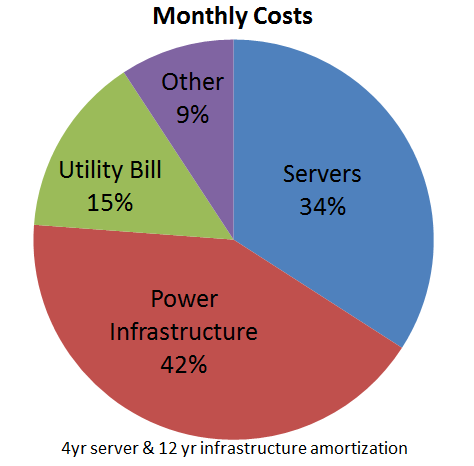 Monthly Costs
Other
9%
Servers
34%
Utility Bill
15%
Power
Infrastructure
42%
4yr server & 12 yr infrastructure amortization